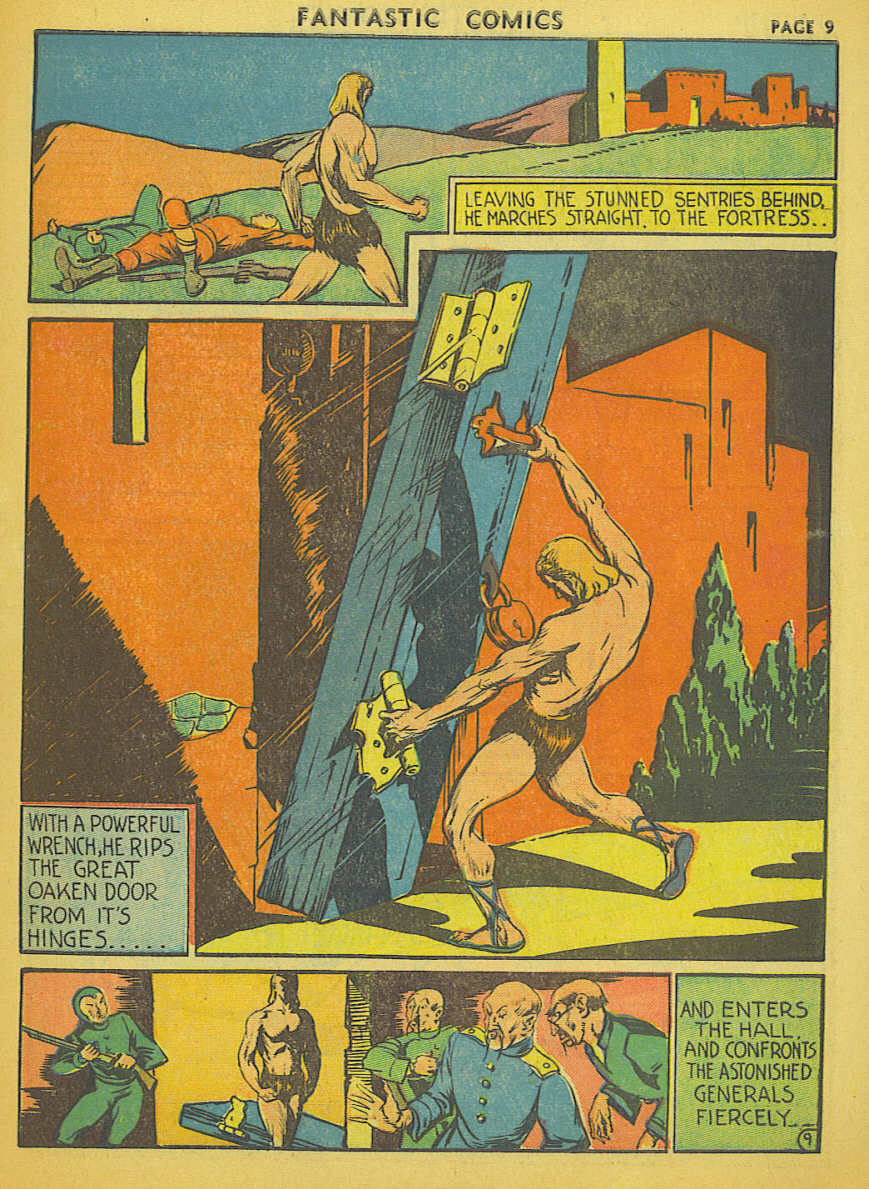 FANTASTIC COMICS
PAGE 9
LEAVING THE STUNNED SENTRIES BEHIND,
HE MARCHES STRAIGHT, TO THE FORTRESS..
WITH A POWERFUL
WRENCH, HE RIPS
THE GREAT
OAKEN DOOR
FROM IT'S
HINGES.....
AND ENTERS
THE HALL,
AND CONFRONTS
THE ASTONISHED
GENERALS
FIERCELY...
9